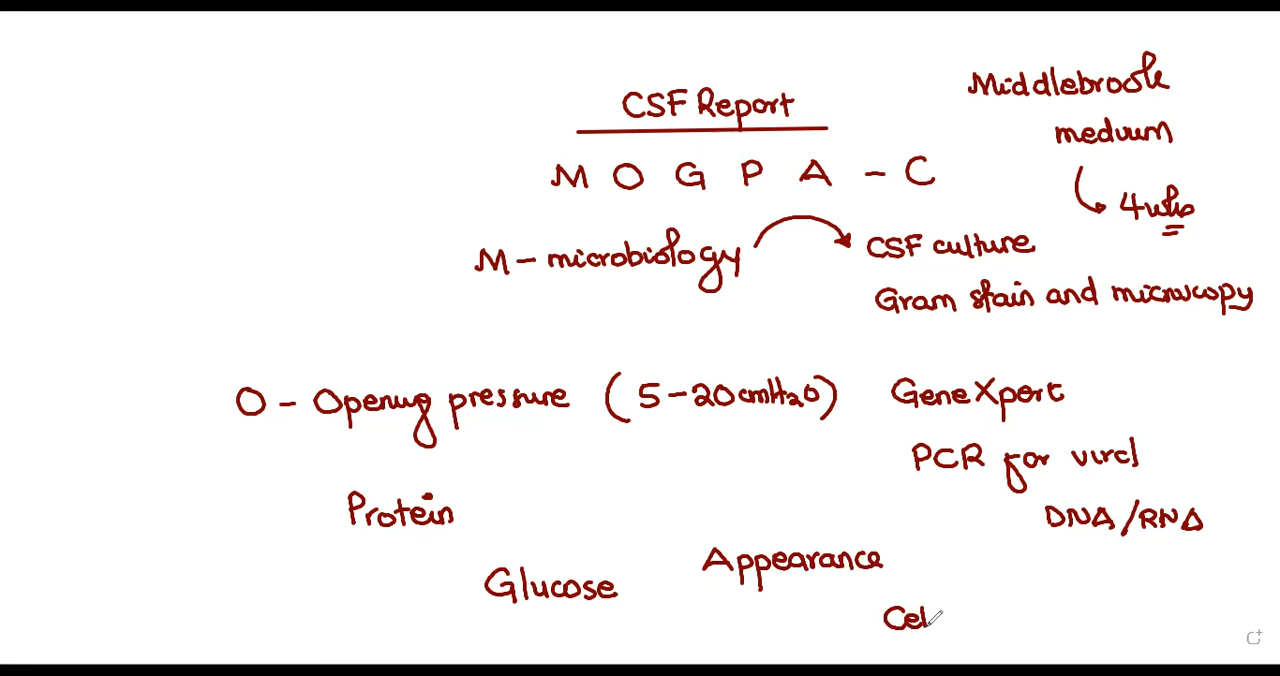 CSF Report
Middlebrook
medium
4wks
M O G P A - C
M - microbiology
CSF culture
Gram stain and microscopy
O - Opening pressure (5-20cmH20)
GeneXpert
PCR for viral
DNA/RNA
Protein
Glucose
Appearance
Cel